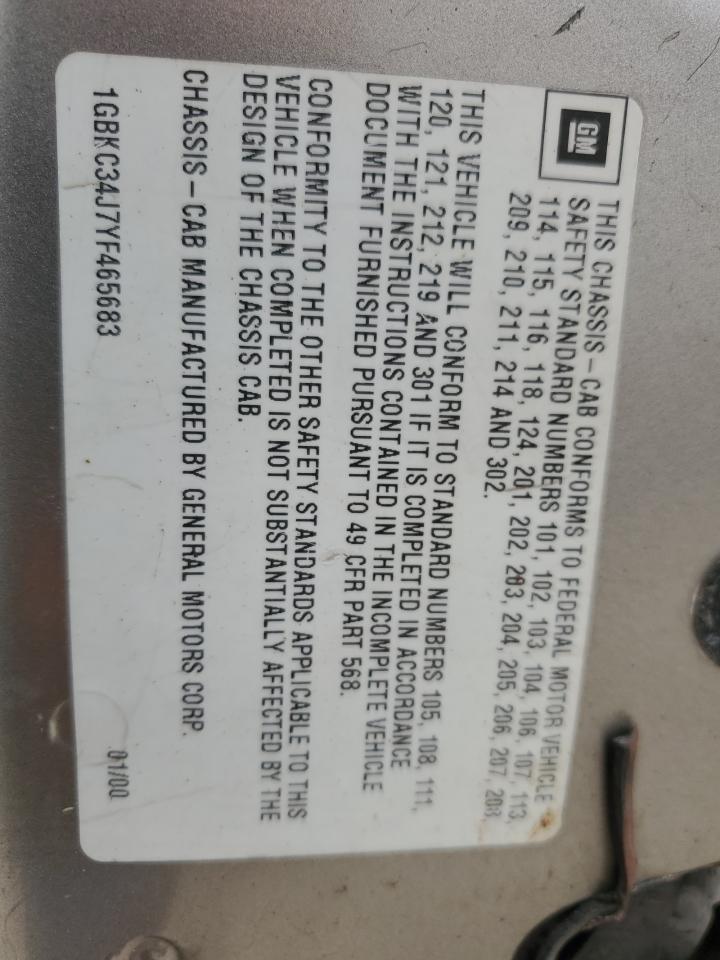 GM
THIS CHASSIS-CAB CONFORMS TO FEDERAL MOTOR VEHICLE
SAFETY STANDARD NUMBERS 101, 102, 103, 104, 106, 107, 113,
114, 115, 116, 118, 124, 201, 202, 203, 204, 205, 206, 207, 208,
209, 210, 211, 214 AND 302.
THIS VEHICLE WILL CONFORM TO STANDARD NUMBERS 105, 108, 111,
120, 121, 212, 219 AND 301 IF IT IS COMPLETED IN ACCORDANCE
WITH THE INSTRUCTIONS CONTAINED IN THE INCOMPLETE VEHICLE
DOCUMENT FURNISHED PURSUANT TO 49 CFR PART 568.
CONFORMITY TO THE OTHER SAFETY STANDARDS APPLICABLE TO THIS
VEHICLE WHEN COMPLETED IS NOT SUBSTANTIALLY AFFECTED BY THE
DESIGN OF THE CHASSIS CAB.
CHASSIS-CAB MANUFACTURED BY GENERAL MOTORS CORP.
1GBKC34J7YF465683 01/00